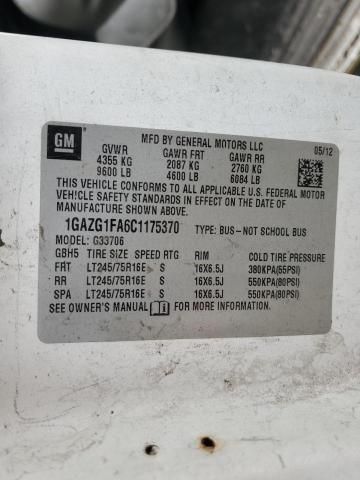 GM
MFD BY GENERAL MOTORS LLC
05/12
GVWR GAWR FRT GAWR RR
4355 KG 2087 KG 2760 KG
9600 LB 4600 LB 6084 LB
THIS VEHICLE CONFORMS TO ALL APPLICABLE U.S. FEDERAL MOTOR
VEHICLE SAFETY STANDARDS IN EFFECT ON THE DATE OF
MANUFACTURE SHOWN ABOVE.
1GAZG1FA6C1175370 TYPE: BUS-NOT SCHOOL BUS
MODEL: G33706
GBH5 TIRE SIZE SPEED RTG RIM COLD TIRE PRESSURE
FRT LT245/75R16E S 16X6.5J 380KPA(55PSI)
RR LT245/75R16E S 16X6.5J 550KPA(80PSI)
SPA LT245/75R16E S 16X6.5J 550KPA(80PSI)
SEE OWNER'S MANUAL FOR MORE INFORMATION.